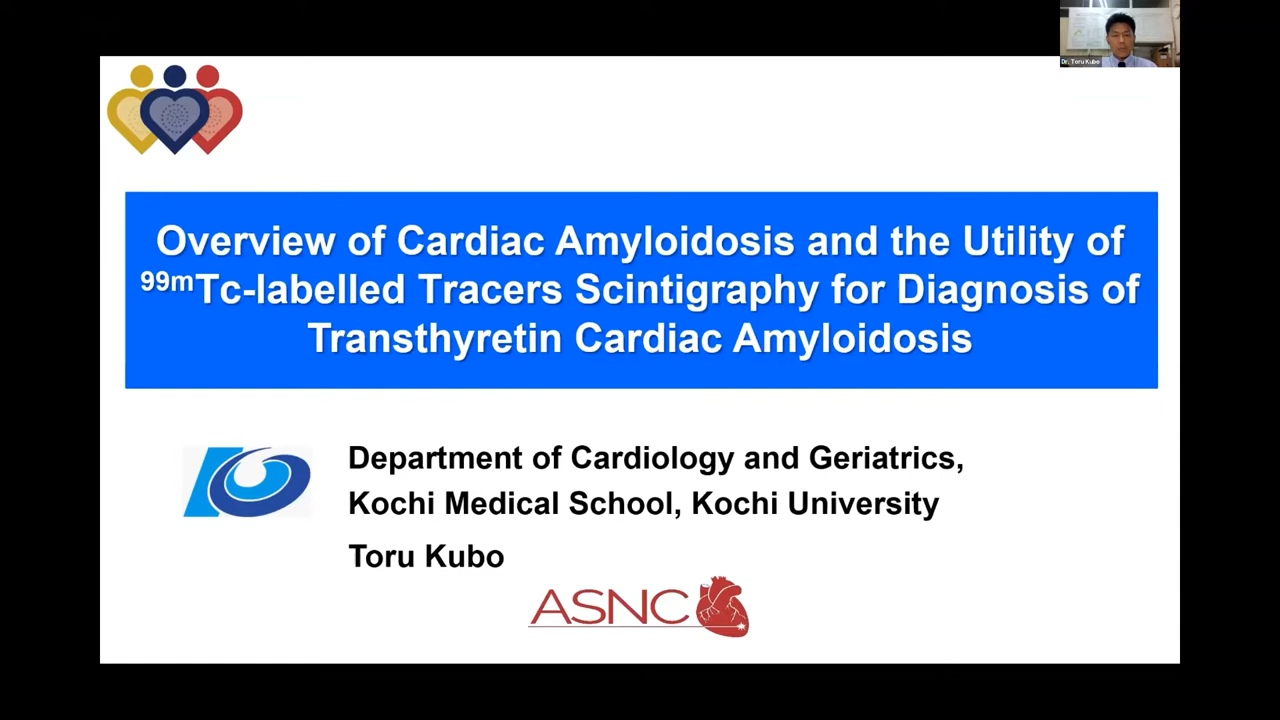 Dr. Toru Kubo
Overview of Cardiac Amyloidosis and the Utility of
⁹⁹ᵐTc-labelled Tracers Scintigraphy for Diagnosis of
Transthyretin Cardiac Amyloidosis
Department of Cardiology and Geriatrics,
Kochi Medical School, Kochi University
Toru Kubo
ASNC